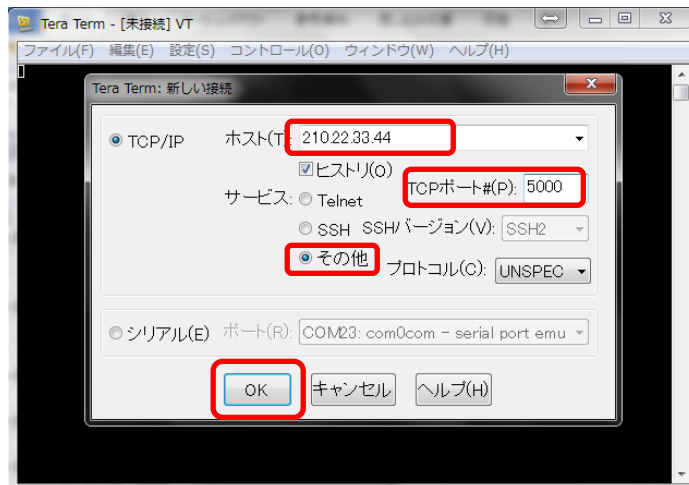 Tera Term - [未接続] VT
ファイル(F) 編集(E) 設定(S) コントロール(O) ウィンドウ(W) ヘルプ(H)
Tera Term: 新しい接続
TCP/IP ホスト(T): 210.22.33.44
ヒストリ(O)
サービス: Telnet TCPポート#(P): 5000
SSH SSHバージョン(V): SSH2
その他 プロトコル(C): UNSPEC
シリアル(E) ポート(R): COM23: com0com - serial port emu
OK キャンセル ヘルプ(H)